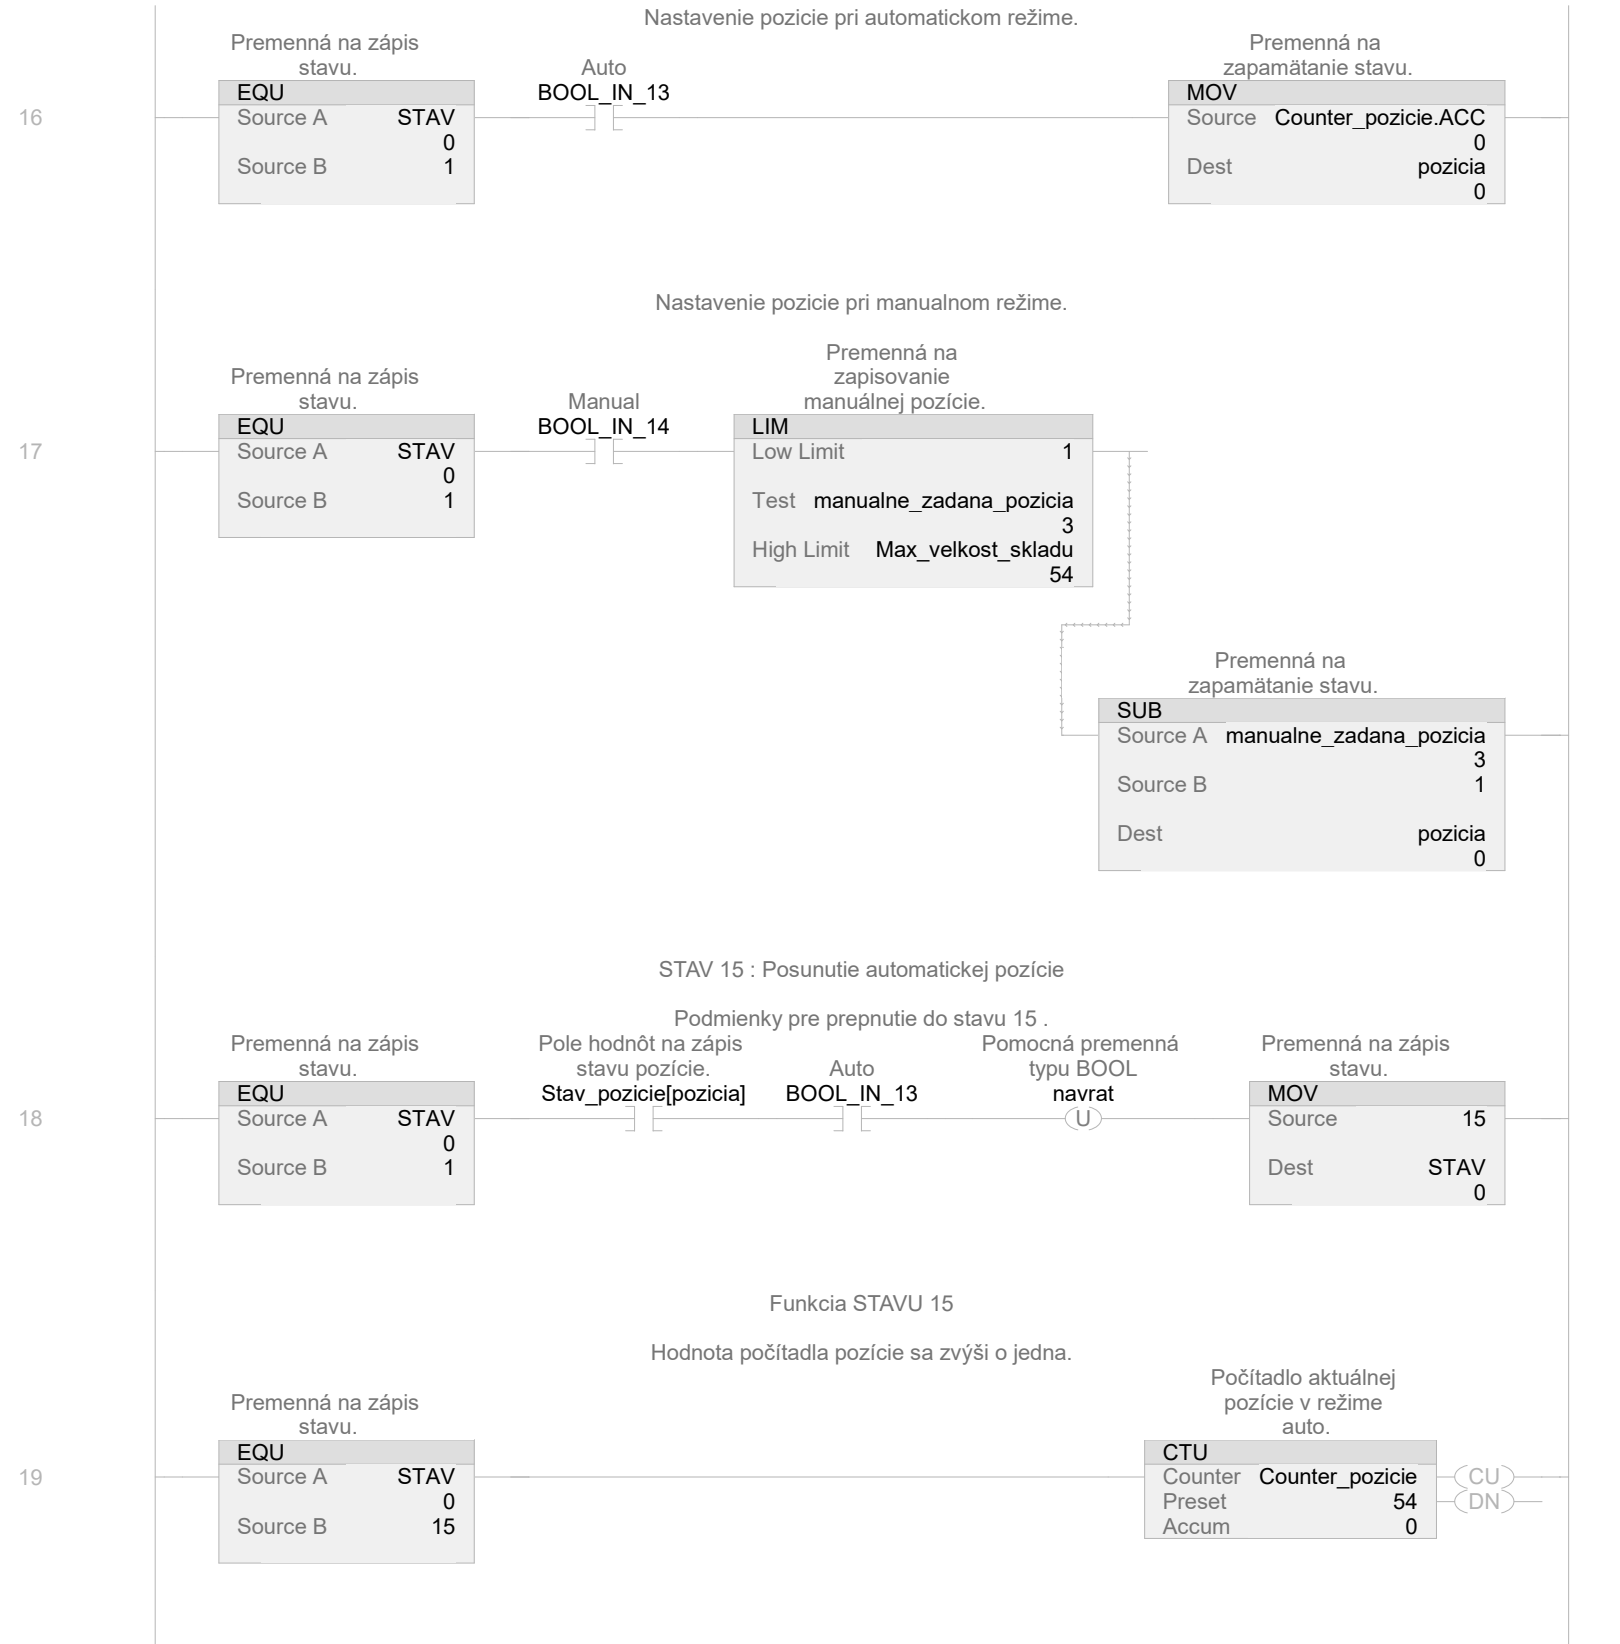 Nastavenie pozicie pri automatickom režime.
Premenná na zápis
stavu.
Auto
BOOL_IN_13
Premenná na
zapamätanie stavu.
16
EQU
Source A STAV
0
Source B 1
MOV
Source Counter_pozicie.ACC
0
Dest pozicia
0
Nastavenie pozicie pri manualnom režime.
Premenná na zápis
stavu.
Manual
BOOL_IN_14
Premenná na
zapisovanie
manuálnej pozície.
17
EQU
Source A STAV
0
Source B 1
LIM
Low Limit 1
Test manualne_zadana_pozicia
3
High Limit Max_velkost_skladu
54
Premenná na
zapamätanie stavu.
SUB
Source A manualne_zadana_pozicia
3
Source B 1
Dest pozicia
0
STAV 15 : Posunutie automatickej pozície
Podmienky pre prepnutie do stavu 15 .
Premenná na zápis
stavu.
Pole hodnôt na zápis
stavu pozície.
Stav_pozicie[pozicia]
Auto
BOOL_IN_13
Pomocná premenná
typu BOOL
navrat
Premenná na zápis
stavu.
18
EQU
Source A STAV
0
Source B 1
U
MOV
Source 15
Dest STAV
0
Funkcia STAVU 15
Hodnota počítadla pozície sa zvýši o jedna.
Premenná na zápis
stavu.
Počítadlo aktuálnej
pozície v režime
auto.
19
EQU
Source A STAV
0
Source B 15
CTU
Counter Counter_pozicie
Preset 54
Accum 0
CU
DN